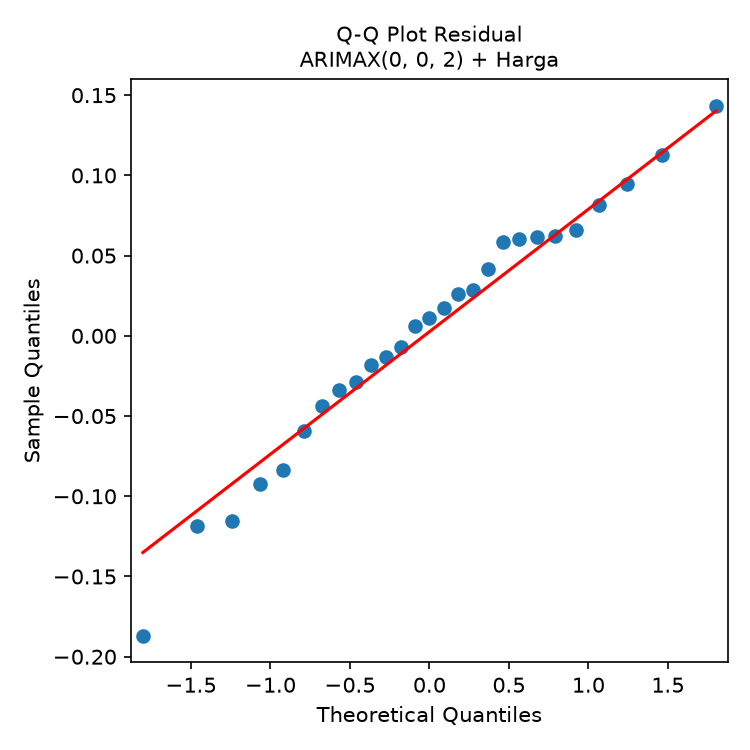 Q-Q Plot Residual
ARIMAX(0, 0, 2) + Harga
0.15
0.10
0.05
0.00
−0.05
−0.10
−0.15
−0.20
Sample Quantiles
−1.5 −1.0 −0.5 0.0 0.5 1.0 1.5
Theoretical Quantiles